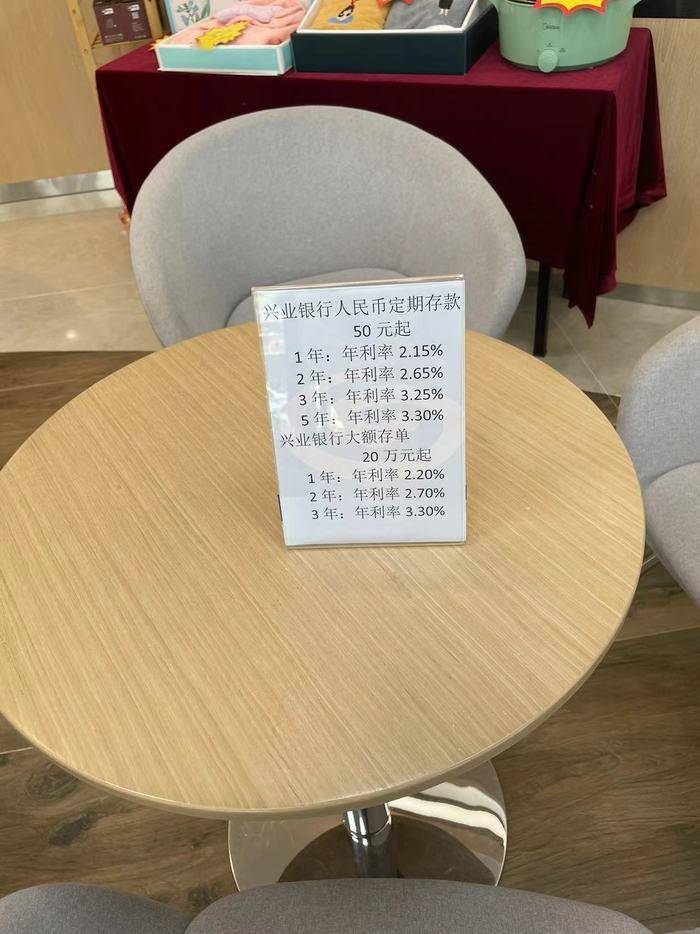 Midea
兴业银行人民币定期存款
50 元起
1 年：年利率 2.15%
2 年：年利率 2.65%
3 年：年利率 3.25%
5 年：年利率 3.30%
兴业银行大额存单
20 万元起
1 年：年利率 2.20%
2 年：年利率 2.70%
3 年：年利率 3.30%